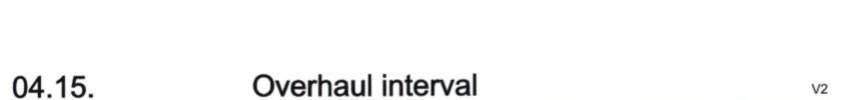 04.15. Overhaul interval V2